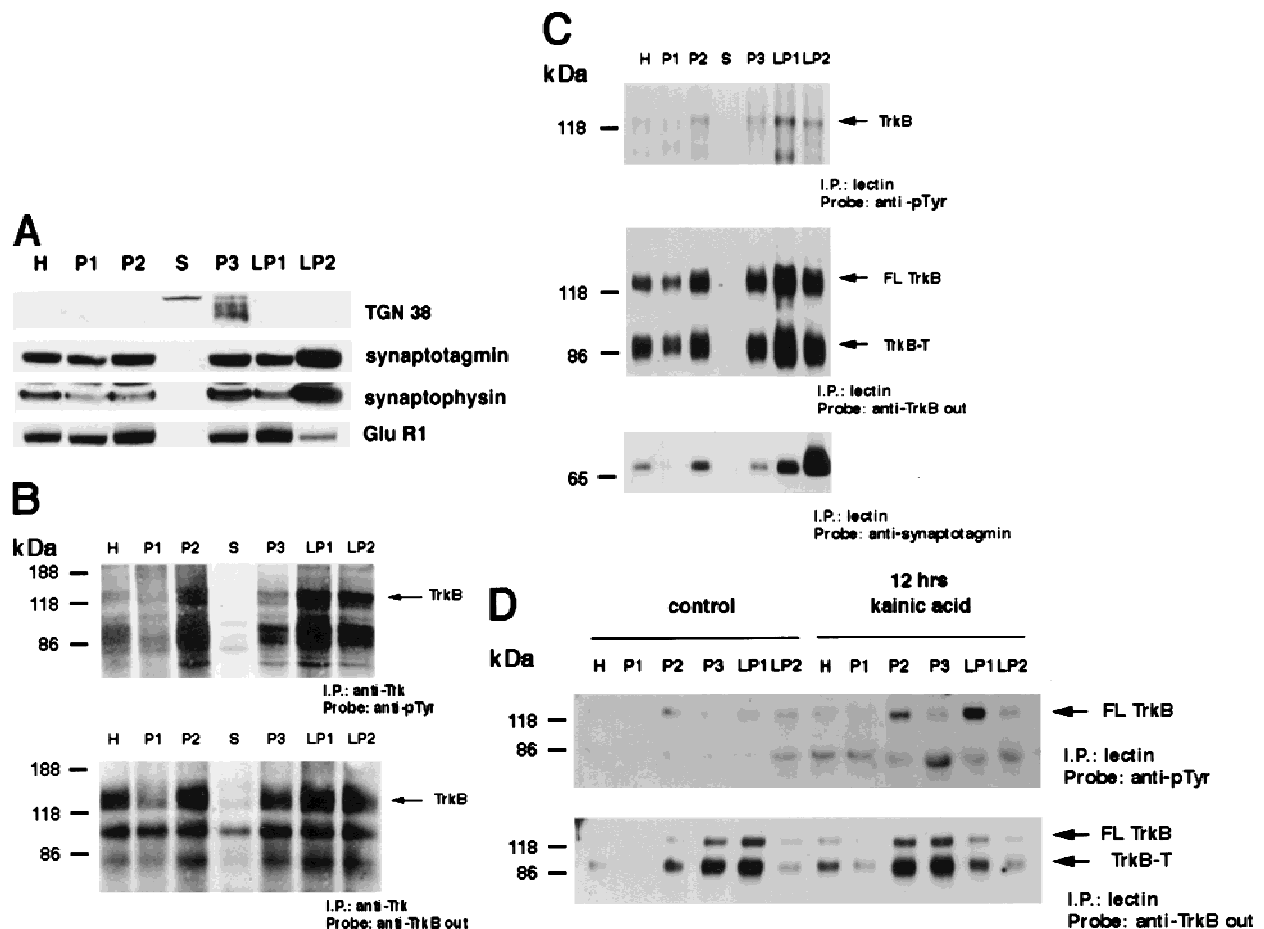 A
H P1 P2 S P3 LP1 LP2
TGN 38
synaptotagmin
synaptophysin
Glu R1
B
kDa
H P1 P2 S P3 LP1 LP2
188
118
86
TrkB
I.P.: anti-Trk
Probe: anti-pTyr
H P1 P2 S P3 LP1 LP2
188
118
86
TrkB
I.P.: anti-Trk
Probe: anti-TrkB out
C
kDa
H P1 P2 S P3 LP1 LP2
118
TrkB
I.P.: lectin
Probe: anti-pTyr
118
86
FL TrkB
TrkB-T
I.P.: lectin
Probe: anti-TrkB out
65
I.P.: lectin
Probe: anti-synaptotagmin
D
control
12 hrs
kainic acid
kDa
H P1 P2 P3 LP1 LP2 H P1 P2 P3 LP1 LP2
118
86
FL TrkB
I.P.: lectin
Probe: anti-pTyr
118
86
FL TrkB
TrkB-T
I.P.: lectin
Probe: anti-TrkB out